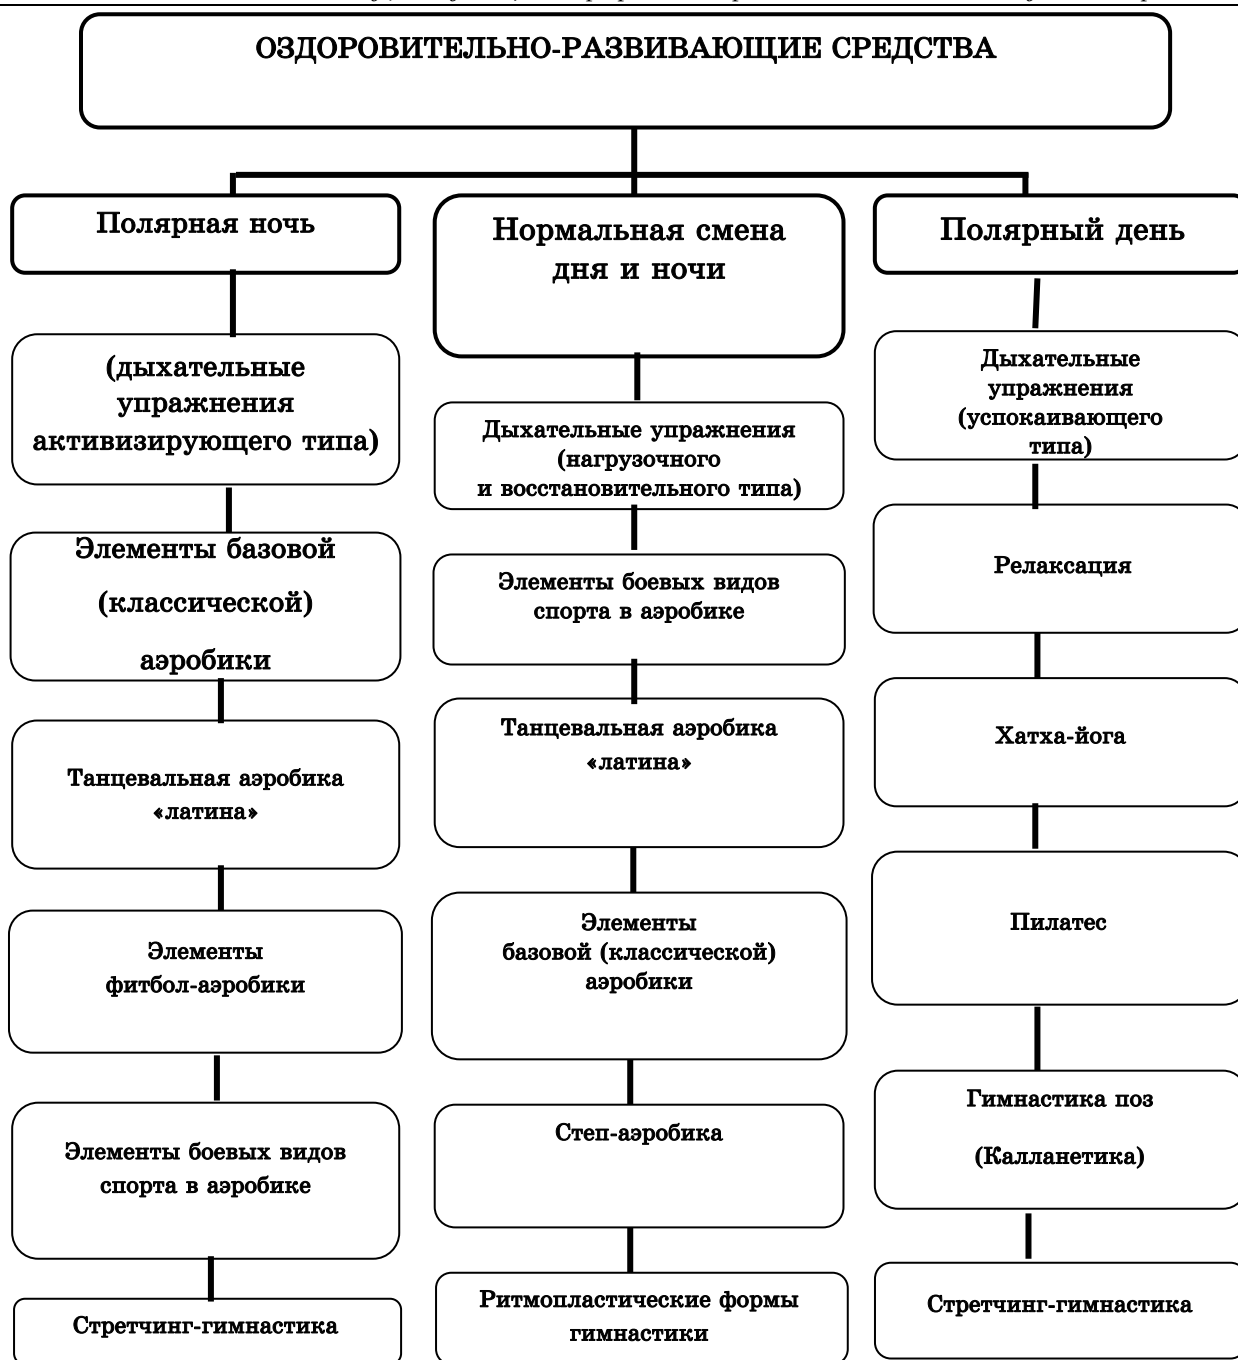 ОЗДОРОВИТЕЛЬНО-РАЗВИВАЮЩИЕ СРЕДСТВА
Полярная ночь
(дыхательные
упражнения
активизирующего типа)
Элементы базовой
(классической)
аэробики
Танцевальная аэробика
«латина»
Элементы
фитбол-аэробики
Элементы боевых видов
спорта в аэробике
Стретчинг-гимнастика
Нормальная смена
дня и ночи
Дыхательные упражнения
(нагрузочного
и восстановительного типа)
Элементы боевых видов
спорта в аэробике
Танцевальная аэробика
«латина»
Элементы
базовой (классической)
аэробики
Степ-аэробика
Ритмопластические формы
гимнастики
Полярный день
Дыхательные
упражнения
(успокаивающего
типа)
Релаксация
Хатха-йога
Пилатес
Гимнастика поз
(Калланетика)
Стретчинг-гимнастика